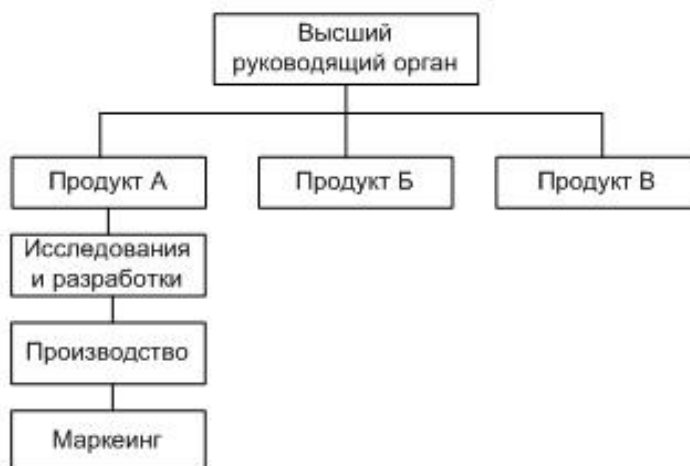 Высший
руководящий орган
Продукт А
Продукт Б
Продукт В
Исследования
и разработки
Производство
Маркеинг